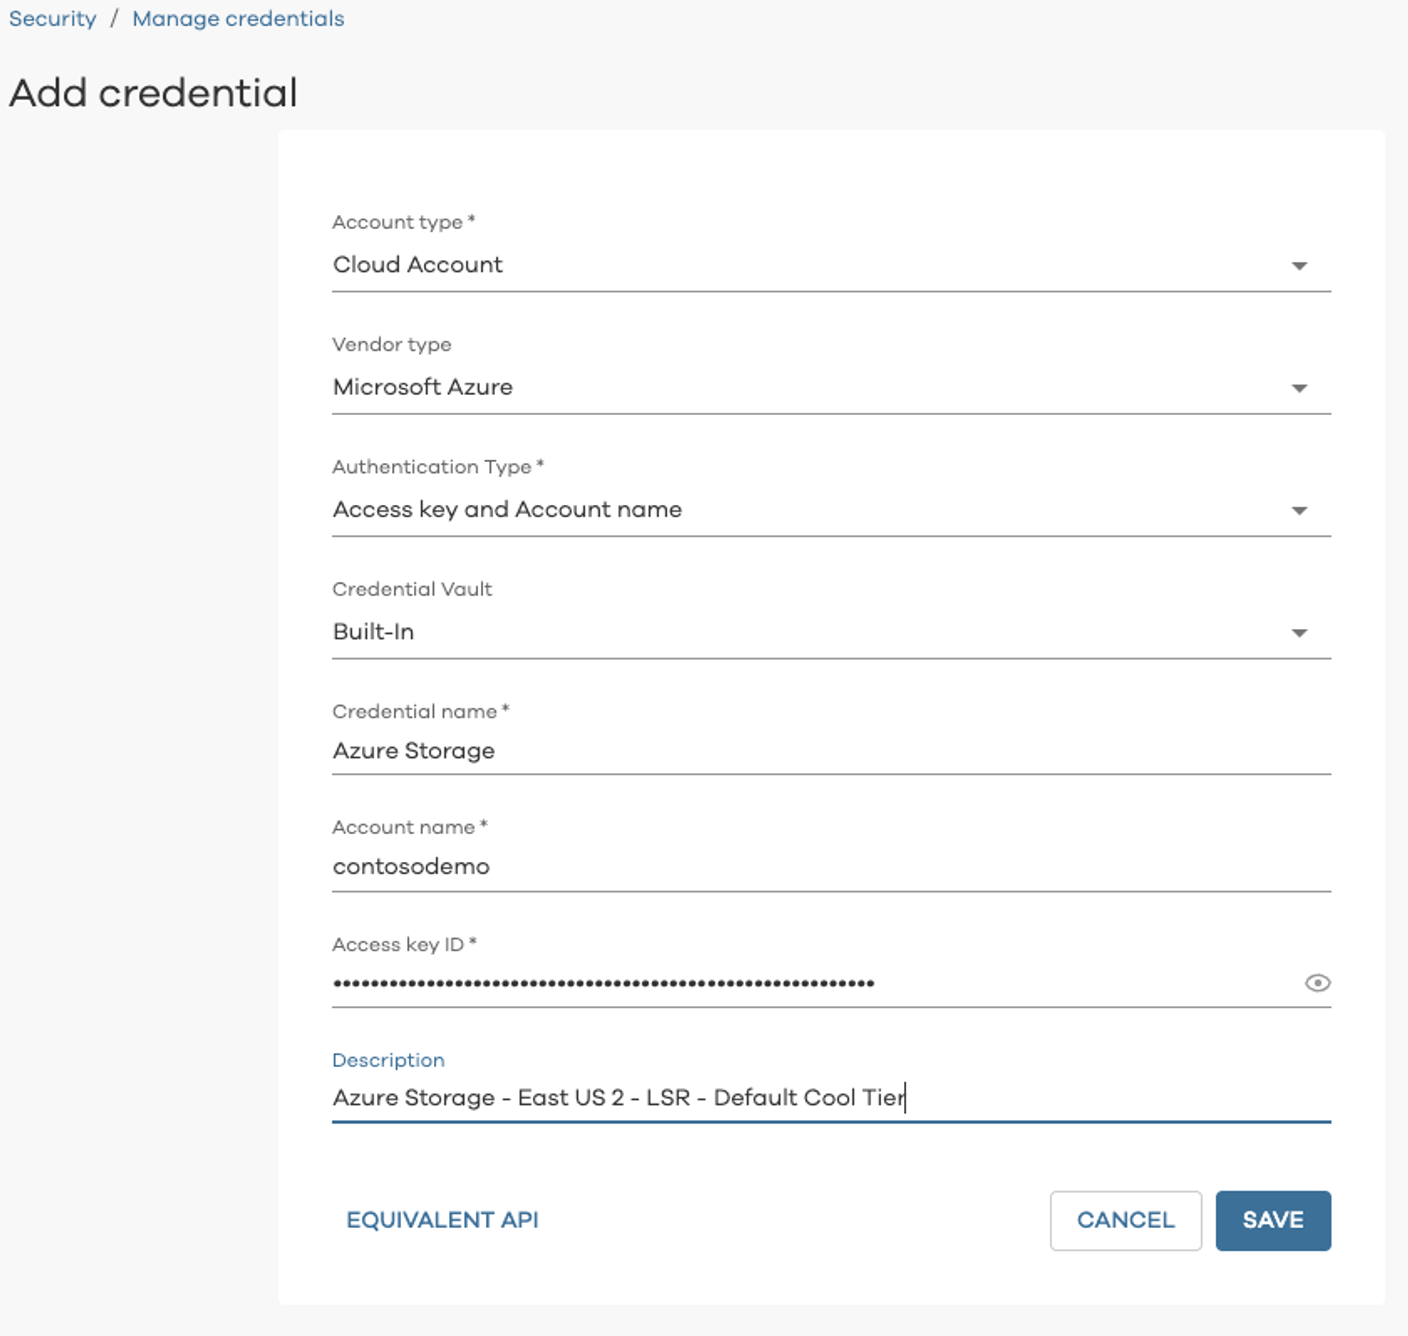 Security / Manage credentials
Add credential
Account type *
Cloud Account
Vendor type
Microsoft Azure
Authentication Type *
Access key and Account name
Credential Vault
Built-In
Credential name *
Azure Storage
Account name *
contosodemo
Access key ID *
Description
Azure Storage - East US 2 - LSR - Default Cool Tier
EQUIVALENT API
CANCEL
SAVE